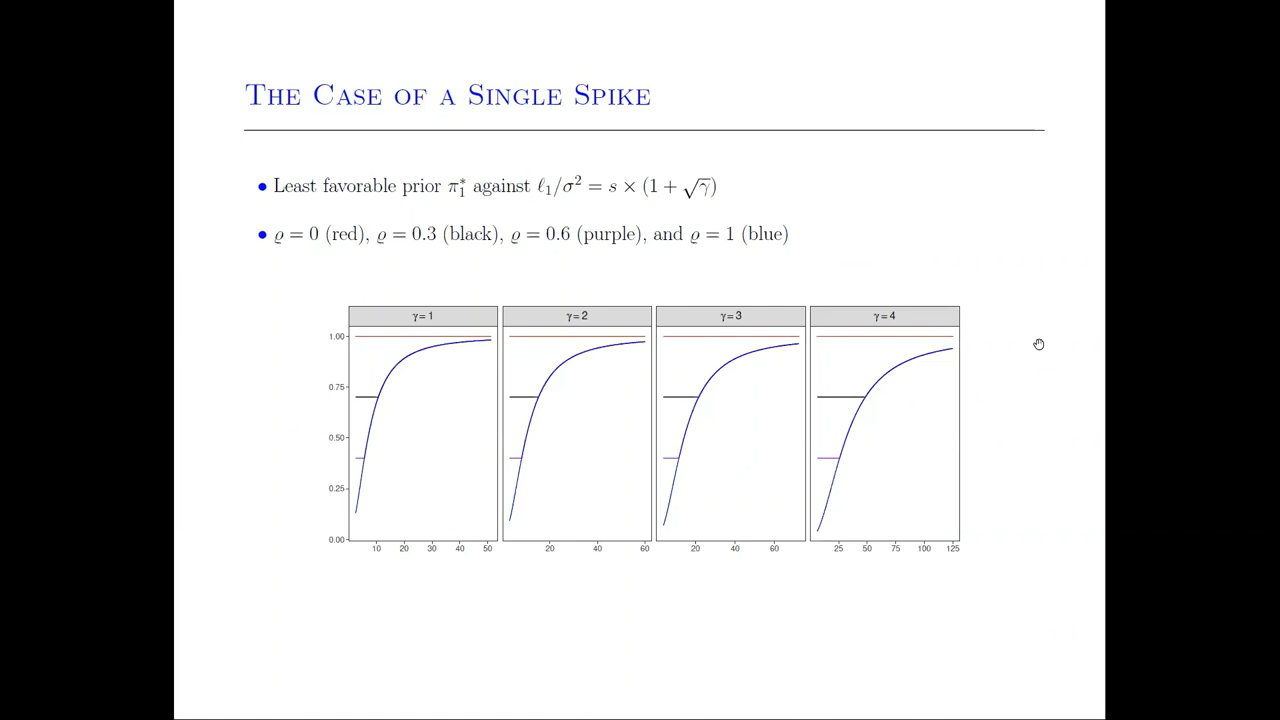 The Case of a Single Spike
• Least favorable prior π₁* against ℓ₁/σ² = s × (1 + √γ)
• ϱ = 0 (red), ϱ = 0.3 (black), ϱ = 0.6 (purple), and ϱ = 1 (blue)
γ = 1 γ = 2 γ = 3 γ = 4
1.00
0.75
0.50
0.25
0.00
10 20 30 40 50 20 40 60 20 40 60 25 50 75 100 125